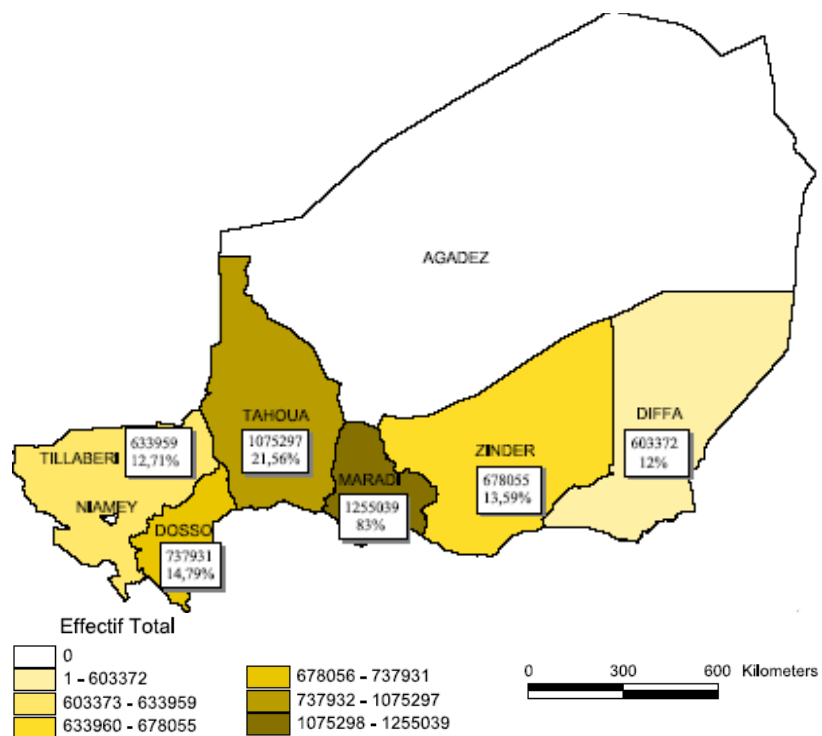 AGADEZ
TAHOUA
1075297
21,56%
DIFFA
603372
12%
TILLABERI
633959
12,71%
ZINDER
678055
13,59%
MARADI
1255039
83%
NIAMEY
DOSSO
737931
14,79%
Effectif Total
0
1 - 603372
603373 - 633959
633960 - 678055
678056 - 737931
737932 - 1075297
1075298 - 1255039
0 300 600 Kilometers